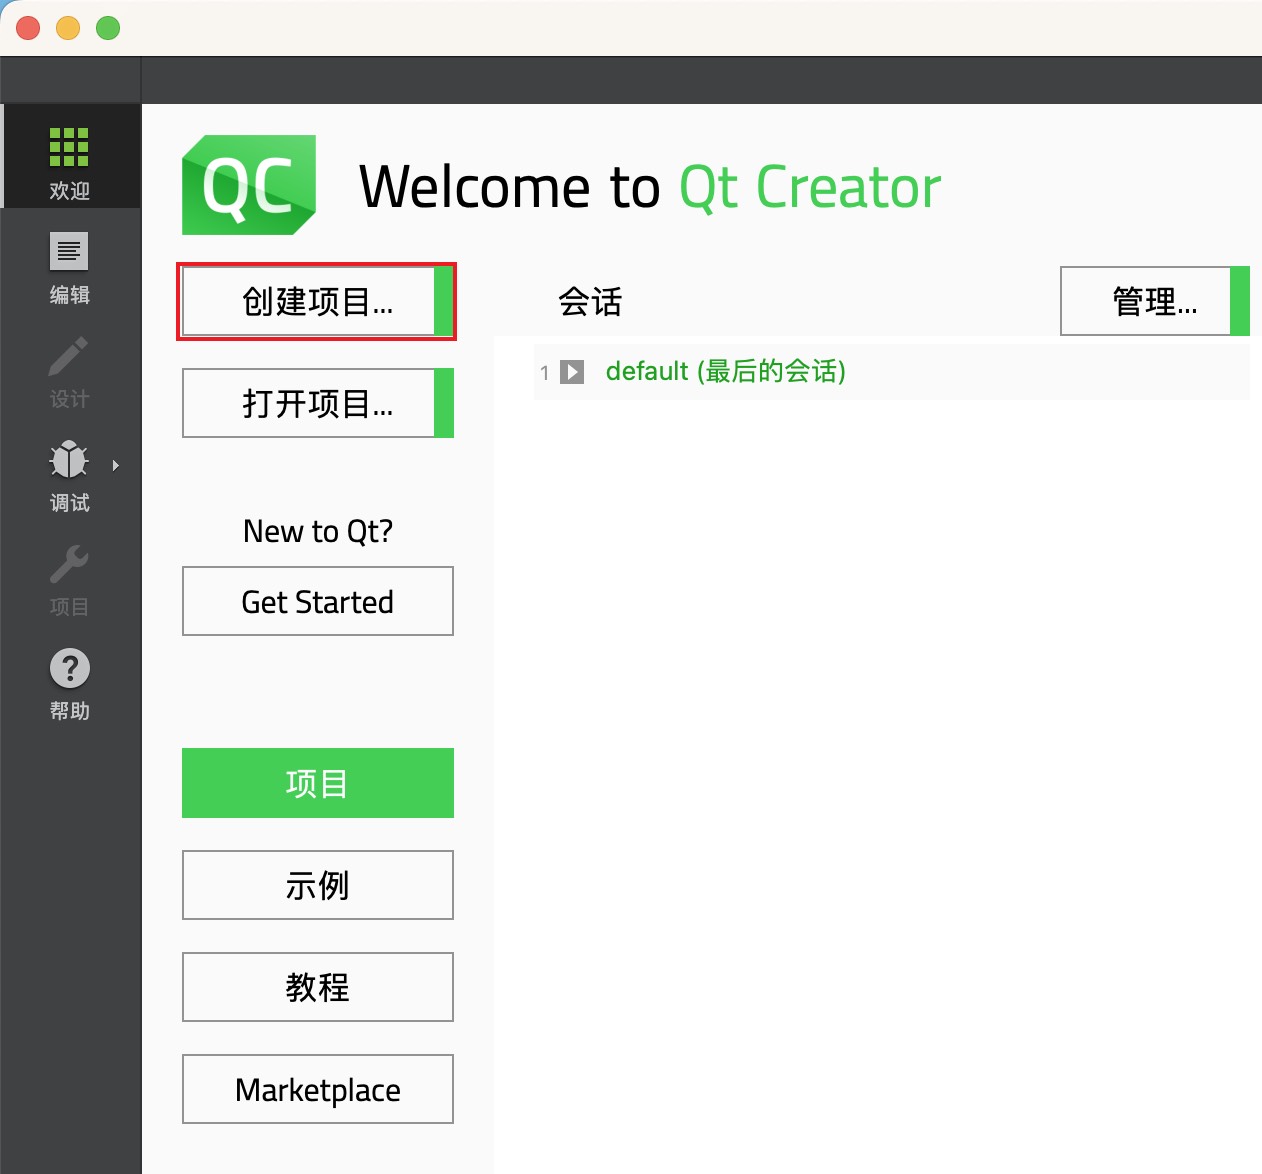 欢迎
编辑
设计
调试
项目
帮助
QC
Welcome to Qt Creator
创建项目...
打开项目...
New to Qt?
Get Started
项目
示例
教程
Marketplace
会话
管理...
1 default (最后的会话)